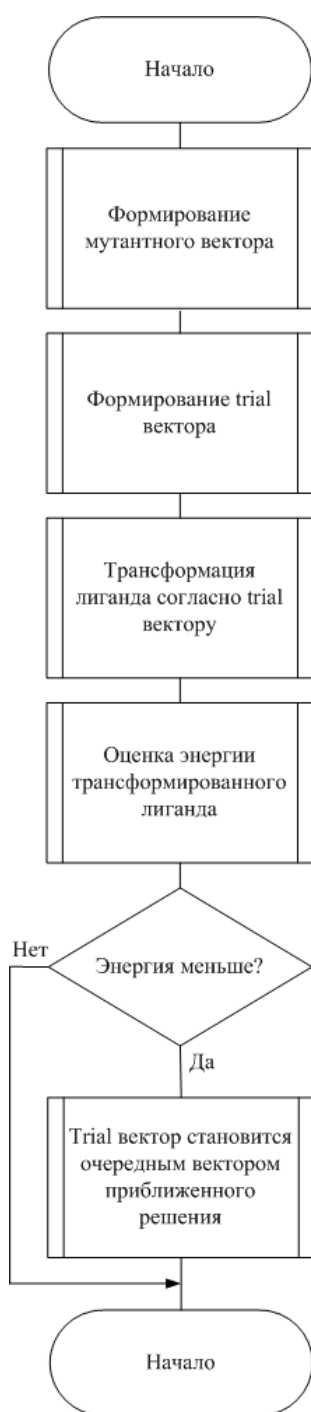 Начало
Формирование
мутантного вектора
Формирование trial
вектора
Трансформация
лиганда согласно trial
вектору
Оценка энергии
трансформированного
лиганда
Нет
Энергия меньше?
Да
Trial вектор становится
очередным вектором
приближенного
решения
Начало